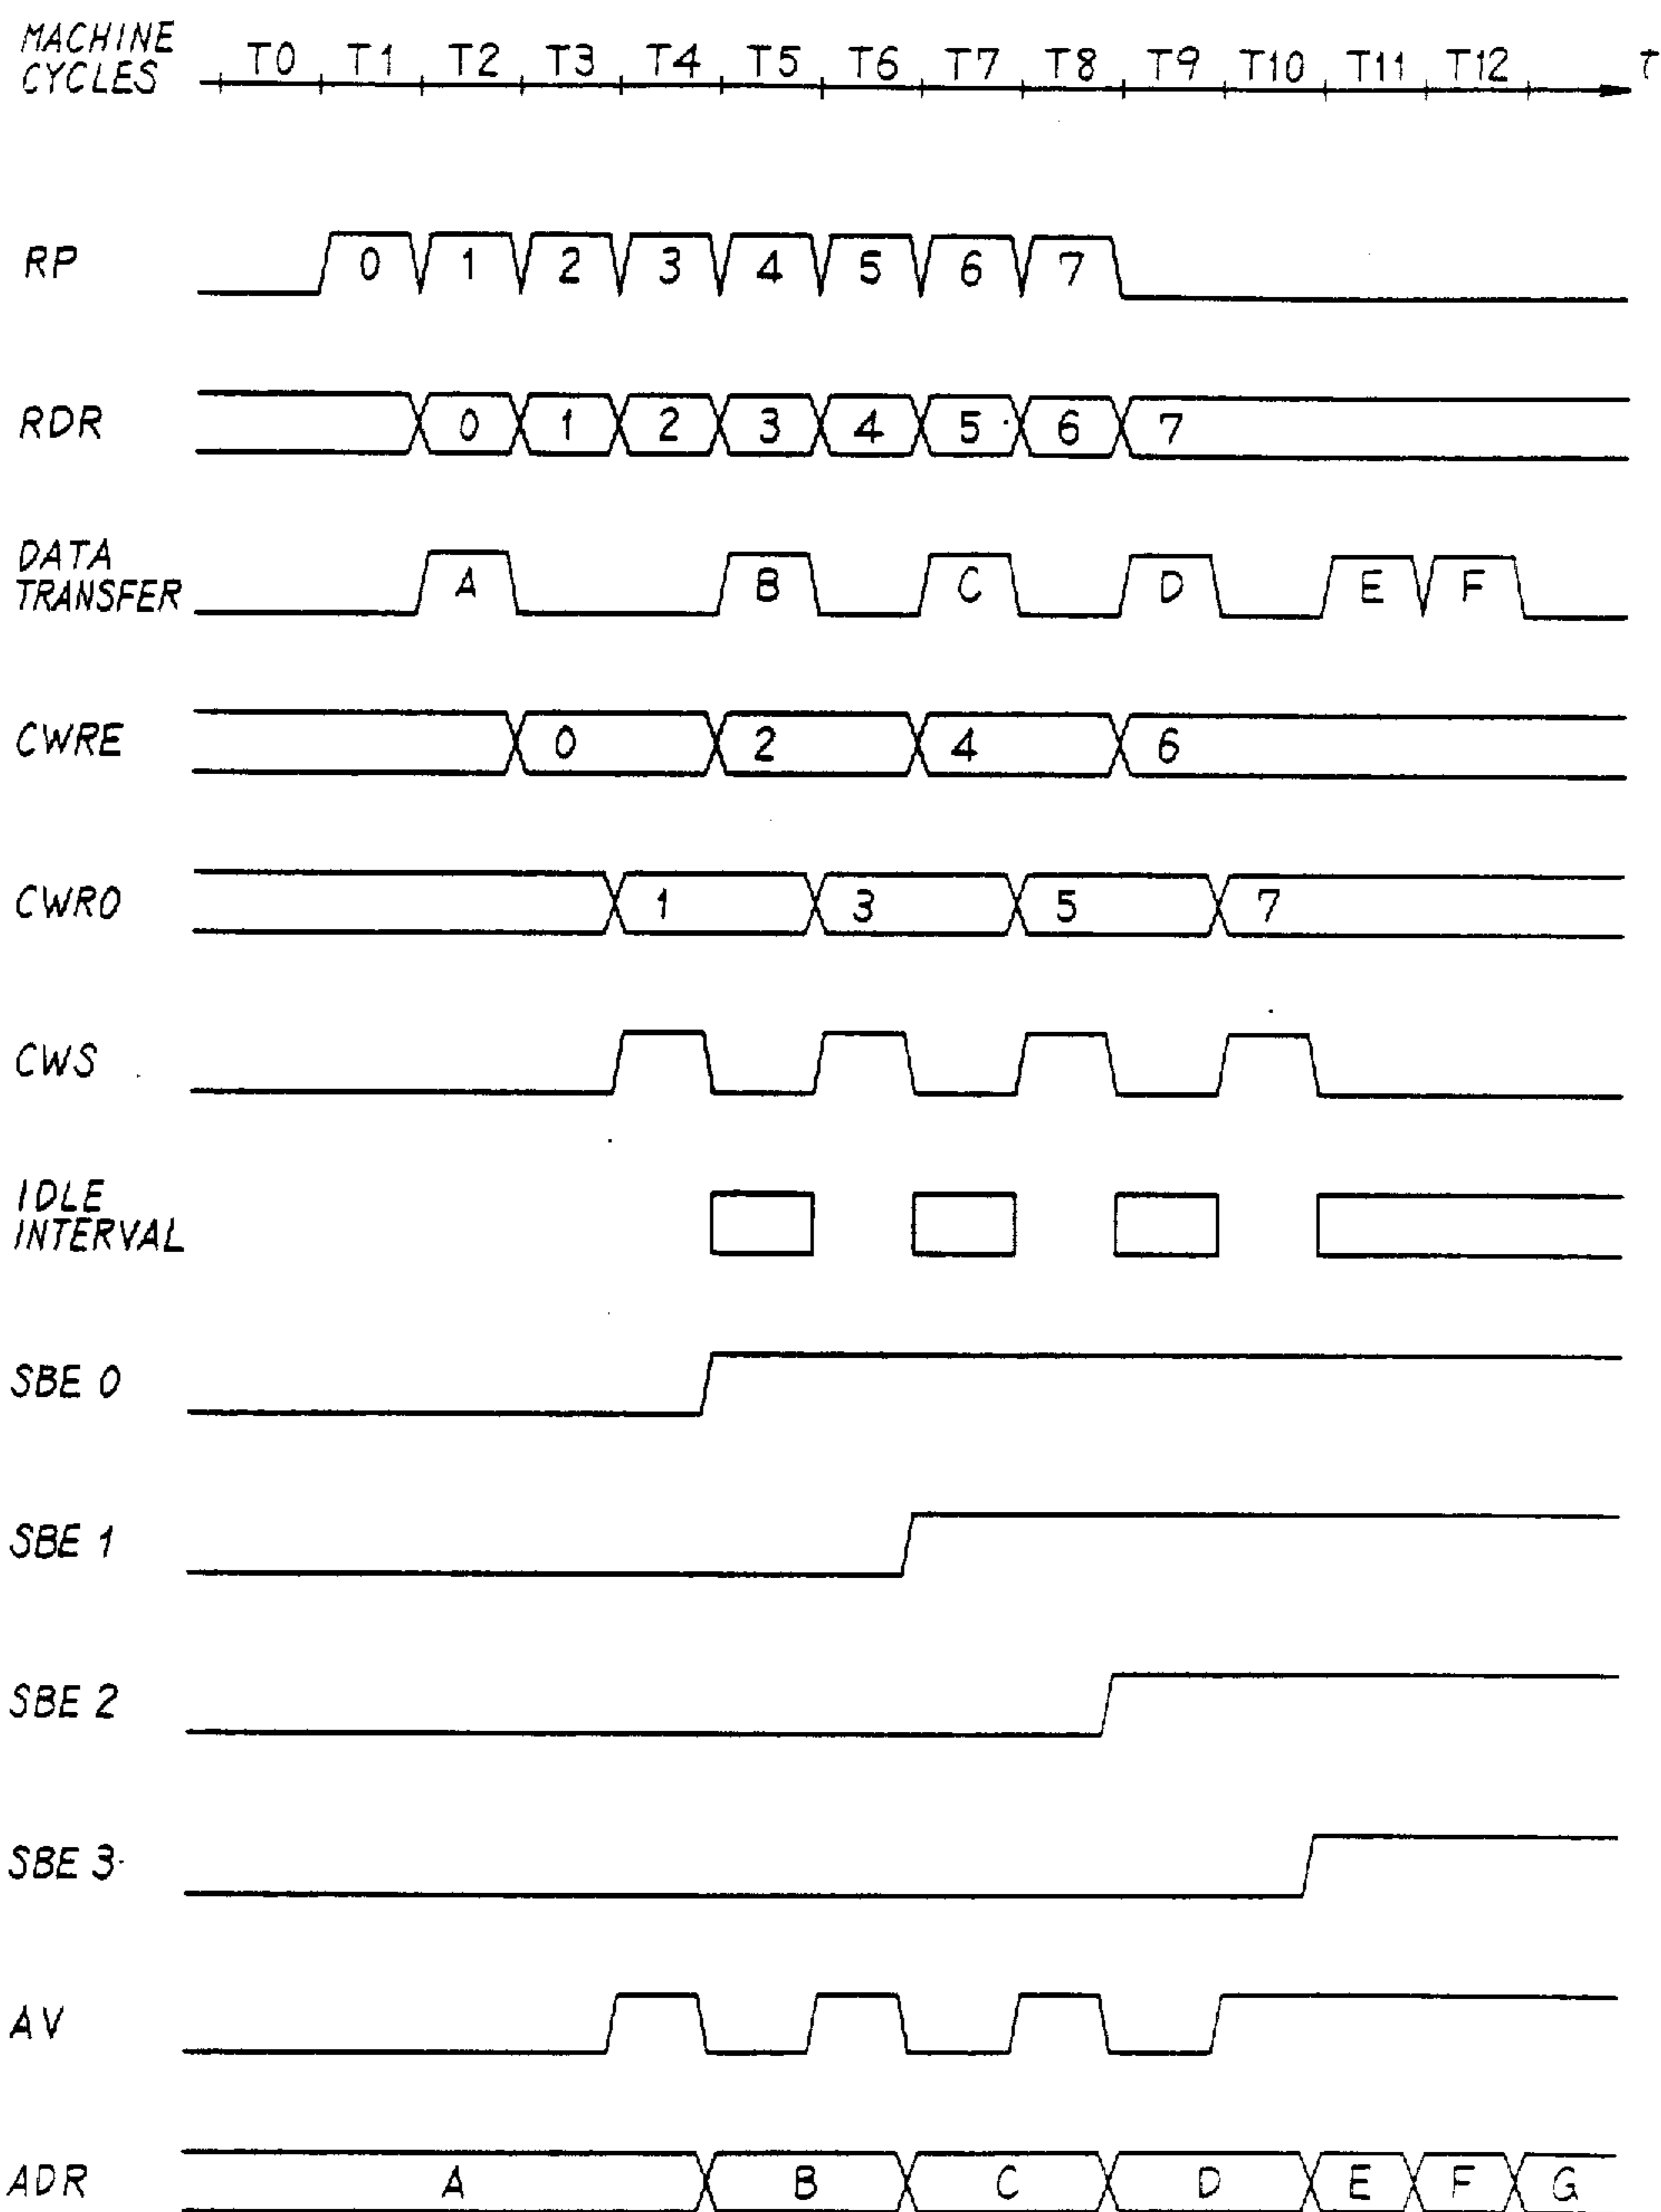 MACHINE
CYCLES T0 T1 T2 T3 T4 T5 T6 T7 T8 T9 T10 T11 T12 t
RP 0 1 2 3 4 5 6 7
RDR 0 1 2 3 4 5 6 7
DATA
TRANSFER A B C D E F
CWRE 0 2 4 6
CWRO 1 3 5 7
CWS
IDLE
INTERVAL
SBE 0
SBE 1
SBE 2
SBE 3
AV
ADR A B C D E F G